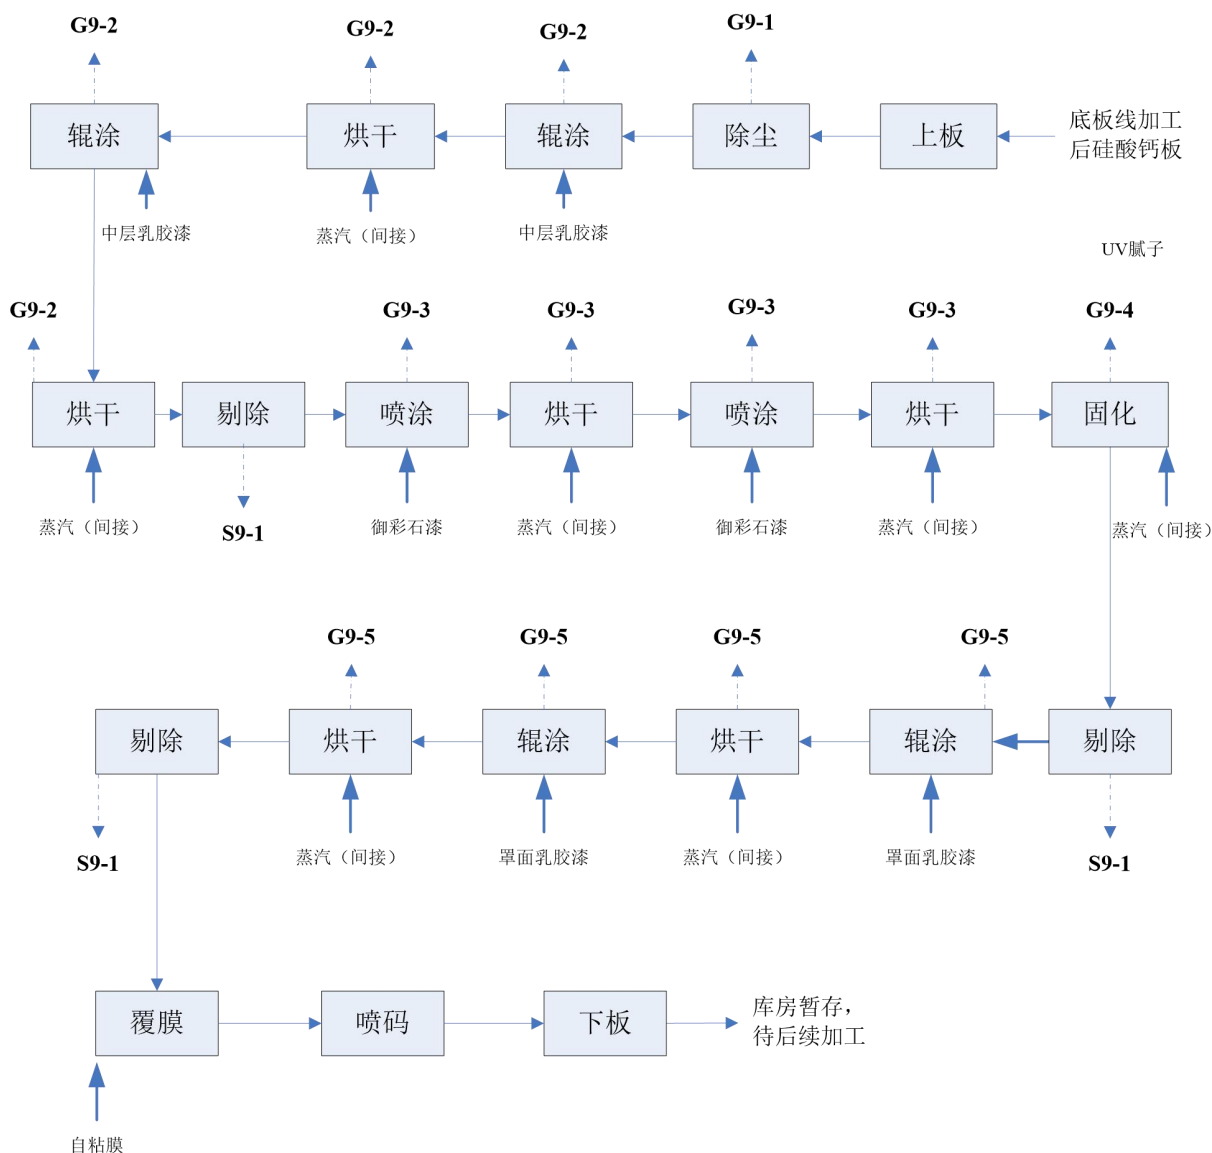 G9-2
G9-2
G9-2
G9-1
辊涂
烘干
辊涂
除尘
上板
底板线加工
后硅酸钙板
中层乳胶漆
蒸汽（间接）
中层乳胶漆
UV腻子
G9-2
G9-3
G9-3
G9-3
G9-3
G9-4
烘干
剔除
喷涂
烘干
喷涂
烘干
固化
蒸汽（间接）
S9-1
御彩石漆
蒸汽（间接）
御彩石漆
蒸汽（间接）
蒸汽（间接）
G9-5
G9-5
G9-5
G9-5
剔除
烘干
辊涂
烘干
辊涂
剔除
S9-1
蒸汽（间接）
罩面乳胶漆
蒸汽（间接）
罩面乳胶漆
S9-1
覆膜
喷码
下板
库房暂存，
待后续加工
自粘膜